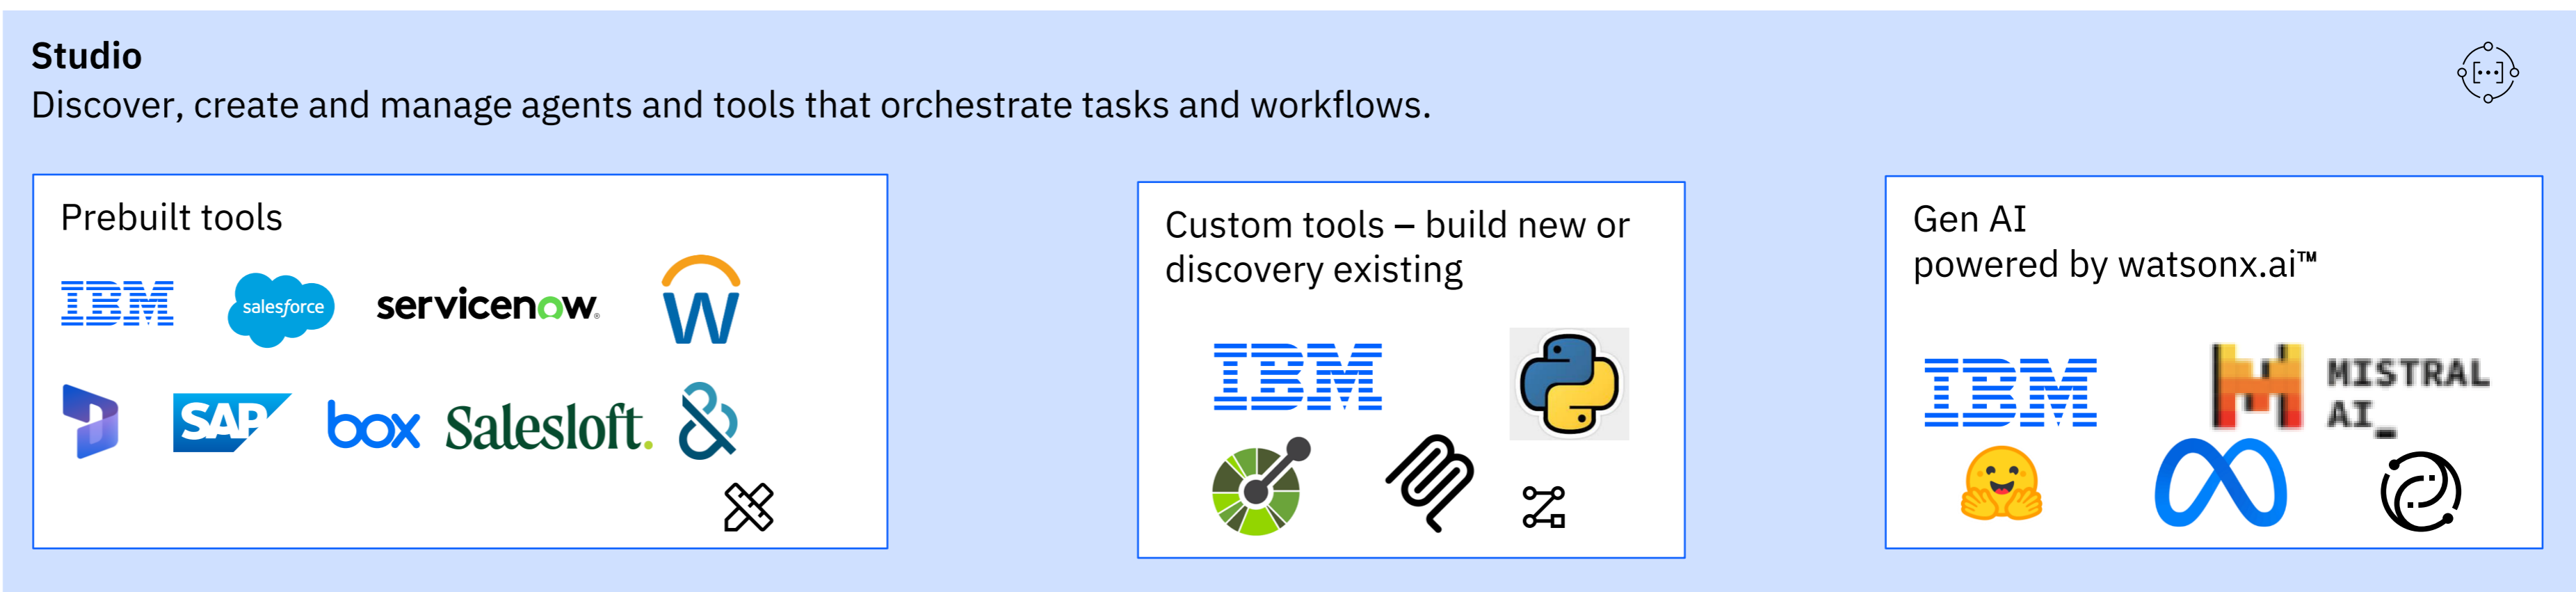 Studio
Discover, create and manage agents and tools that orchestrate tasks and workflows.
Prebuilt tools
IBM
salesforce
servicenow
W
SAP
box
Salesloft.
&
Custom tools – build new or
discovery existing
IBM
Gen AI
powered by watsonx.ai™
IBM
MISTRAL
AI_